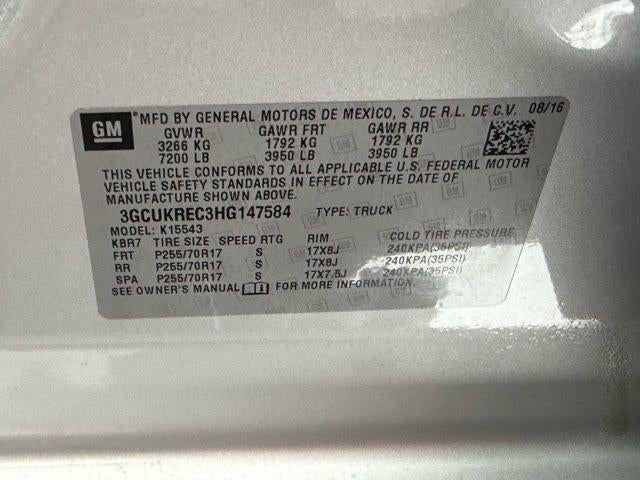 GM
*MFD BY GENERAL MOTORS DE MEXICO, S. DE R.L. DE C.V. 08/16
GVWR GAWR FRT GAWR RR
3266 KG 1792 KG 1792 KG
7200 LB 3950 LB 3950 LB
THIS VEHICLE CONFORMS TO ALL APPLICABLE U.S. FEDERAL MOTOR
VEHICLE SAFETY STANDARDS IN EFFECT ON THE DATE OF
MANUFACTURE SHOWN ABOVE.
3GCUKREC3HG147584 TYPE: TRUCK
MODEL: K15543
KBR7 TIRE SIZE SPEED RTG RIM COLD TIRE PRESSURE
FRT P255/70R17 S 17X8J 240KPA(35PSI)
RR P255/70R17 S 17X8J 240KPA(35PSI)
SPA P255/70R17 S 17X7.5J 240KPA(35PSI)
SEE OWNER'S MANUAL FOR MORE INFORMATION.